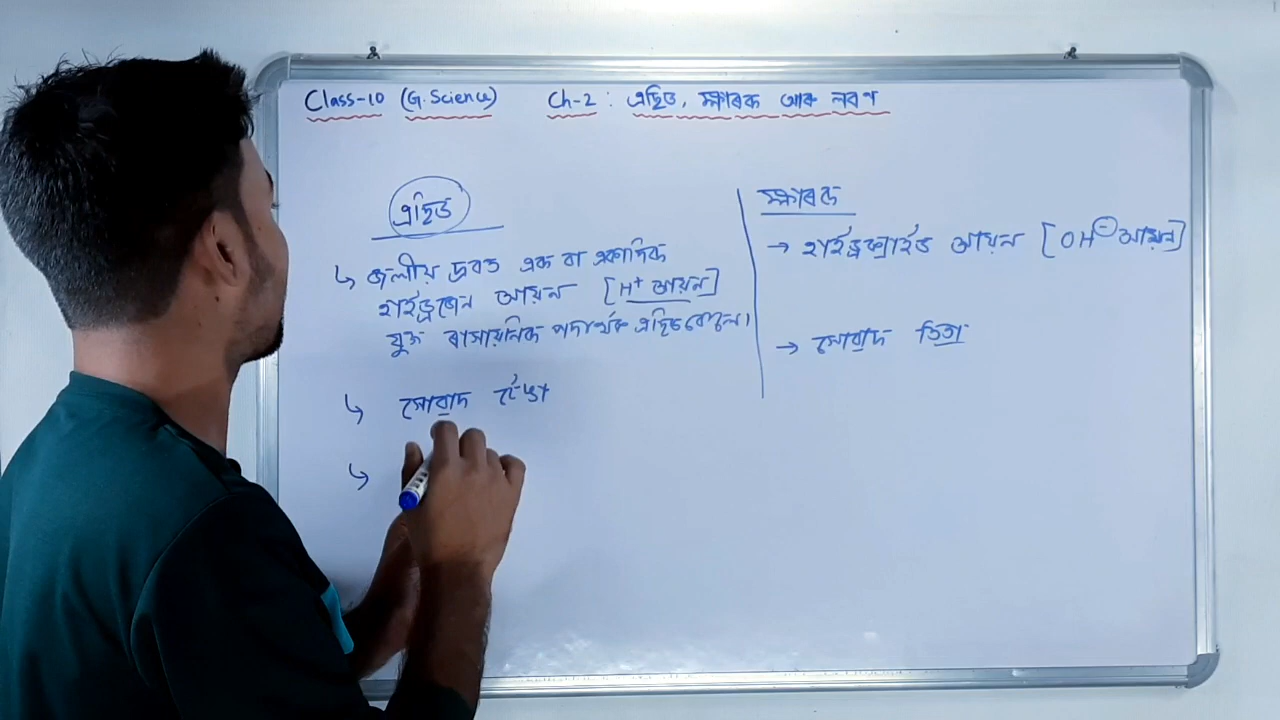 Class-10 (G. Science) Ch-2 : এছিড, ক্ষাৰক আৰু লৱণ
এছিড
জলীয় দ্ৰৱত এক বা একাধিক
হাইড্ৰজেন আয়ন [H⁺ আয়ন]
যুক্ত ৰাসায়নিক পদাৰ্থক এছিড বোলে।
↳ সোৱাদ টেঙা
ক্ষাৰক
→ হাইড্ৰক্সাইড আয়ন [OH⁻ আয়ন]
→ সোৱাদ তিতা